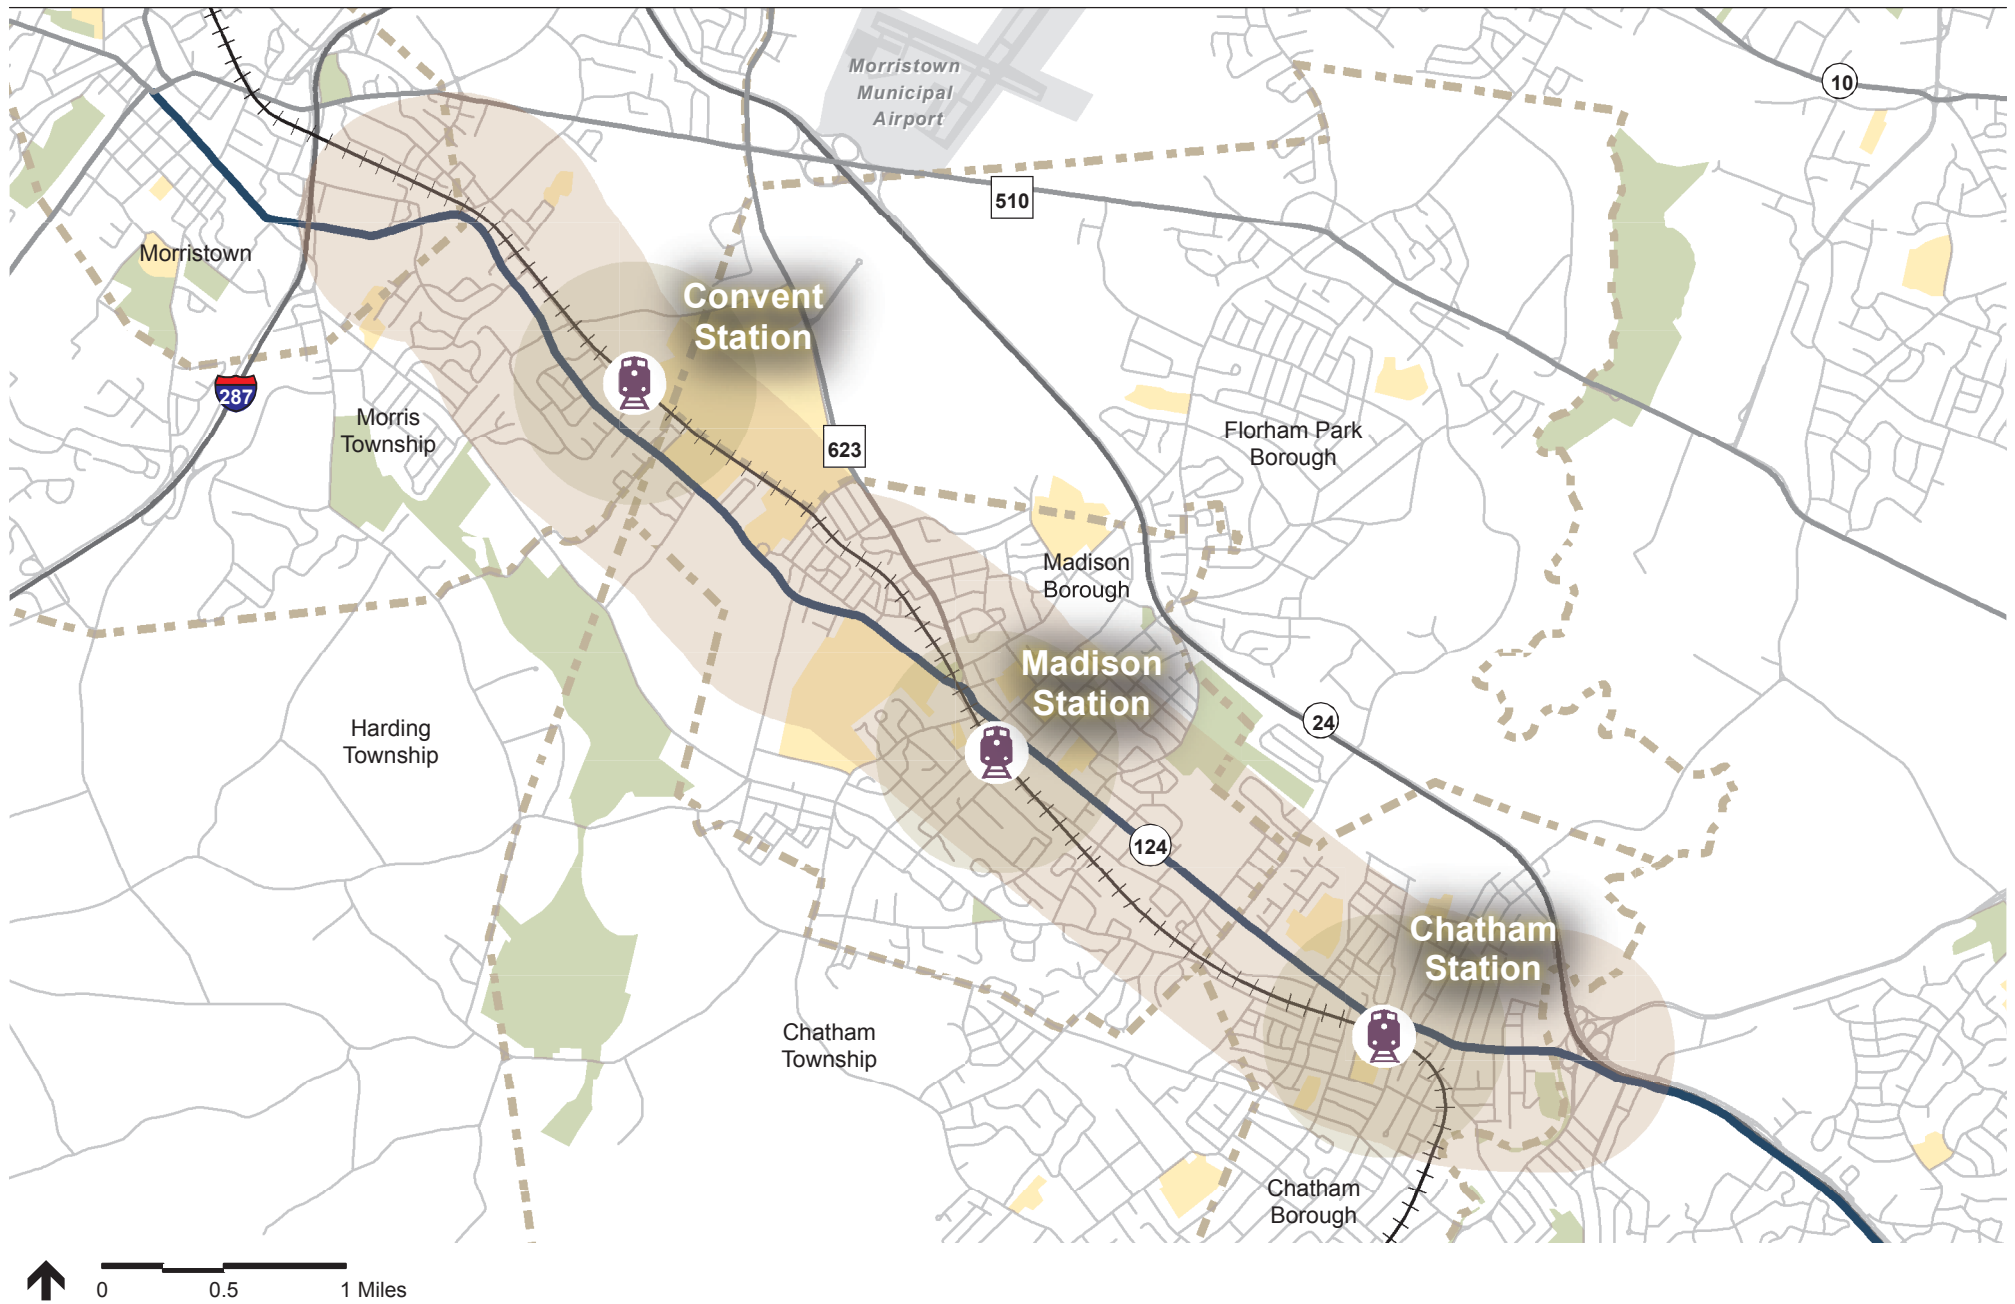 Morristown
Municipal
Airport
10
510
Morristown
Convent
Station
287
Morris
Township
623
Florham Park
Borough
Madison
Borough
Madison
Station
24
Harding
Township
124
Chatham
Station
Chatham
Township
Chatham
Borough
0
0.5
1 Miles